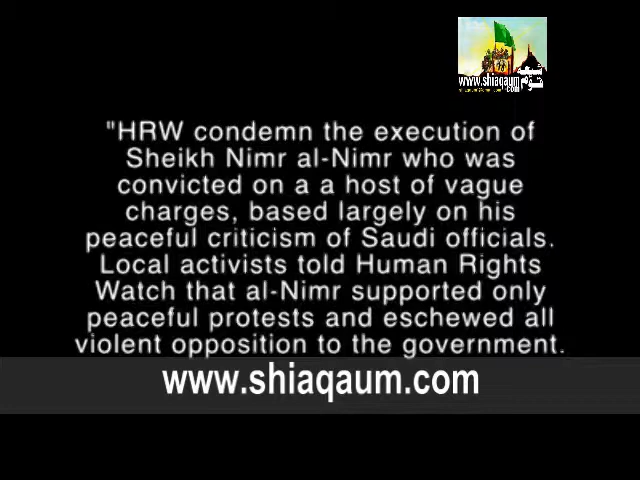 www.shiaqaum
.com
شیعہ
قوم
"HRW condemn the execution of
Sheikh Nimr al-Nimr who was
convicted on a a host of vague
charges, based largely on his
peaceful criticism of Saudi officials.
Local activists told Human Rights
Watch that al-Nimr supported only
peaceful protests and eschewed all
violent opposition to the government.
www.shiaqaum.com